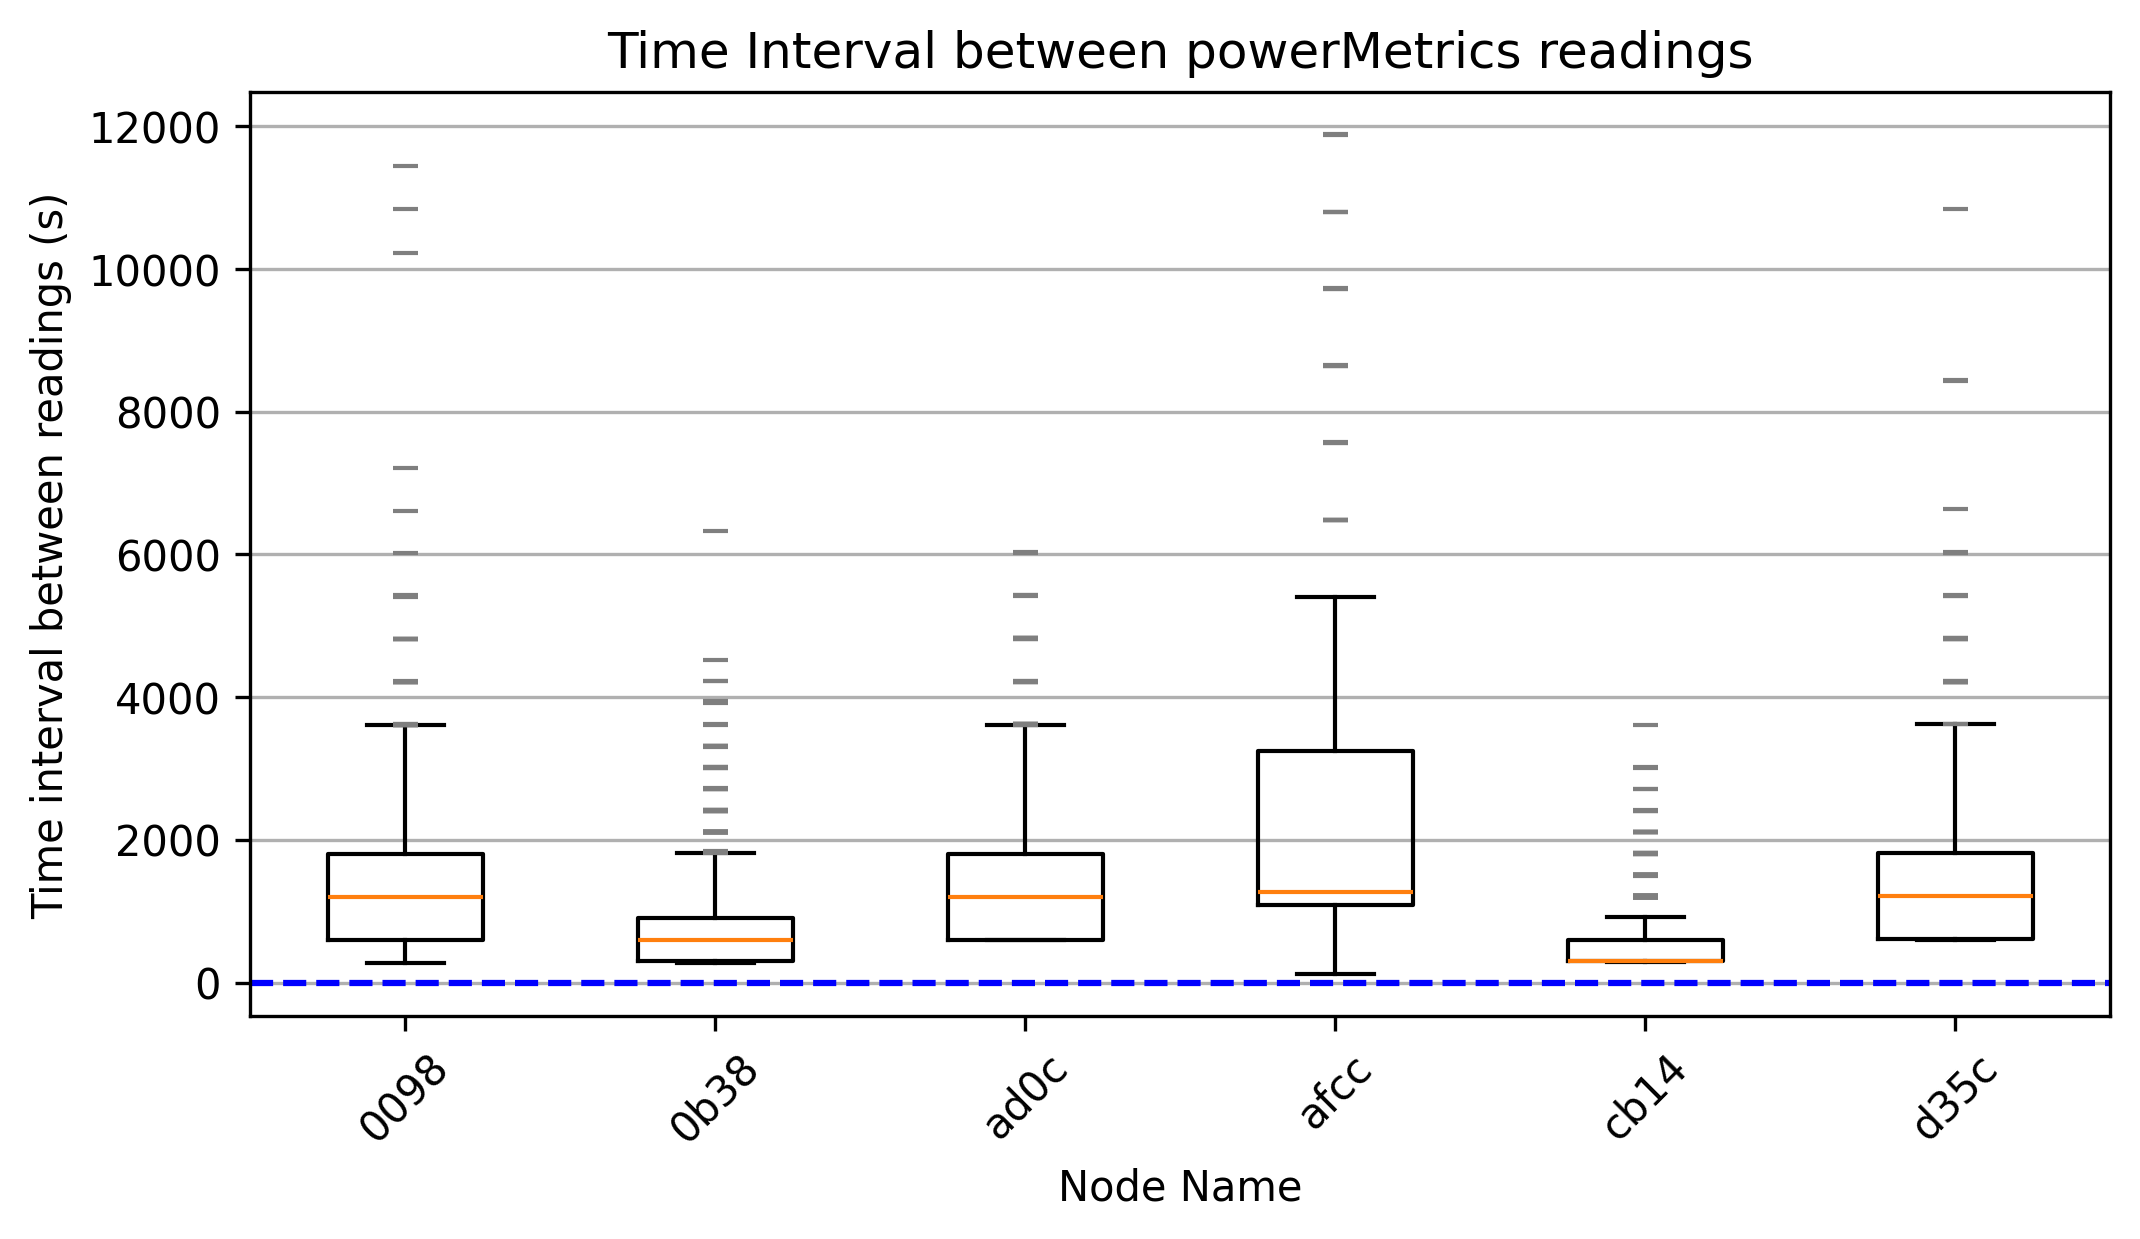 Time Interval between powerMetrics readings
Time interval between readings (s)
12000
10000
8000
6000
4000
2000
0
0098
0b38
ad0c
afcc
cb14
d35c
Node Name